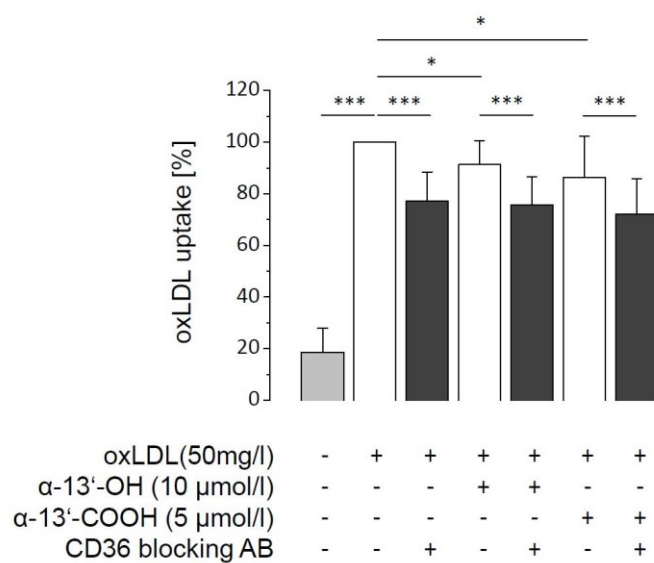 *
*
*** *** *** ***
120
100
80
60
40
20
0
oxLDL uptake [%]
oxLDL(50mg/l) - + + + + + +
α-13‘-OH (10 µmol/l) - - - + + - -
α-13‘-COOH (5 µmol/l) - - - - - + +
CD36 blocking AB - - + - + - +